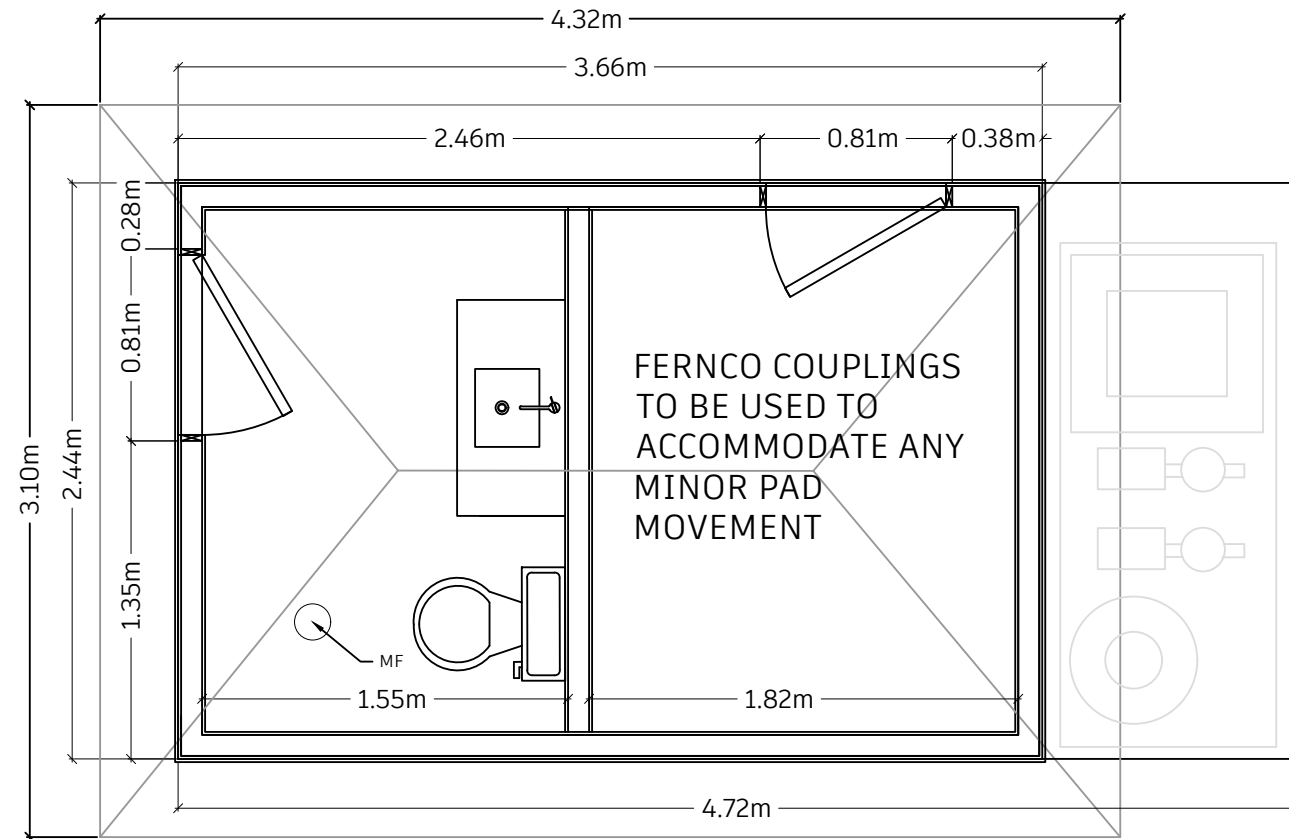 4.32m
3.66m
2.46m
0.81m
0.38m
0.28m
0.81m
3.10m
2.44m
1.35m
FERNCO COUPLINGS
TO BE USED TO
ACCOMMODATE ANY
MINOR PAD
MOVEMENT
MF
1.55m
1.82m
4.72m